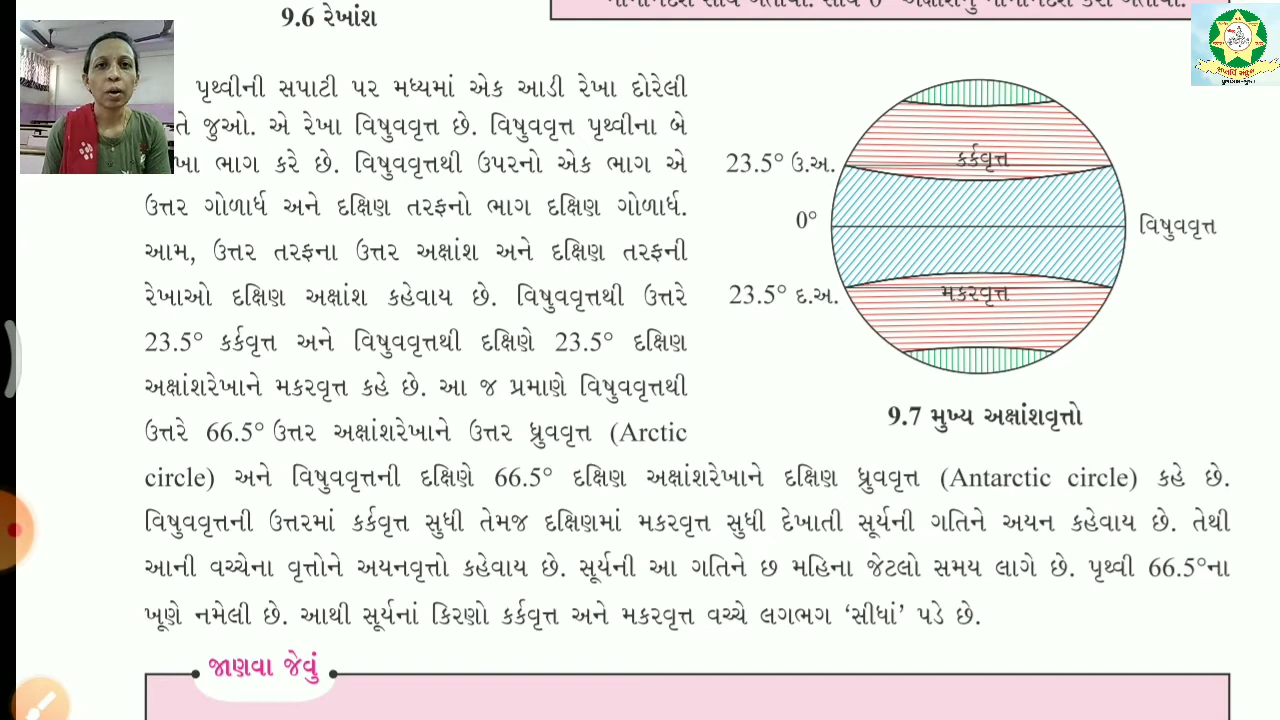 9.6 રેખાંશ
પૃથ્વીની સપાટી પર મધ્યમાં એક આડી રેખા દોરેલી
જુઓ. એ રેખા વિષુવવૃત્ત છે. વિષુવવૃત્ત પૃથ્વીના બે
ભાગ કરે છે. વિષુવવૃત્તથી ઉપરનો એક ભાગ એ
ઉત્તર ગોળાર્ધ અને દક્ષિણ તરફનો ભાગ દક્ષિણ ગોળાર્ધ.
આમ, ઉત્તર તરફના ઉત્તર અક્ષાંશ અને દક્ષિણ તરફની
રેખાઓ દક્ષિણ અક્ષાંશ કહેવાય છે. વિષુવવૃત્તથી ઉત્તરે
23.5° કર્કવૃત્ત અને વિષુવવૃત્તથી દક્ષિણે 23.5° દક્ષિણ
અક્ષાંશરેખાને મકરવૃત્ત કહે છે. આ જ પ્રમાણે વિષુવવૃત્તથી
ઉત્તરે 66.5° ઉત્તર અક્ષાંશરેખાને ઉત્તર ધ્રુવવૃત્ત (Arctic
circle) અને વિષુવવૃત્તની દક્ષિણે 66.5° દક્ષિણ અક્ષાંશરેખાને દક્ષિણ ધ્રુવવૃત્ત (Antarctic circle) કહે છે.
વિષુવવૃત્તની ઉત્તરમાં કર્કવૃત્ત સુધી તેમજ દક્ષિણમાં મકરવૃત્ત સુધી દેખાતી સૂર્યની ગતિને અયન કહેવાય છે. તેથી
આની વચ્ચેના વૃત્તોને અયનવૃત્તો કહેવાય છે. સૂર્યની આ ગતિને છ મહિના જેટલો સમય લાગે છે. પૃથ્વી 66.5°ના
ખૂણે નમેલી છે. આથી સૂર્યનાં કિરણો કર્કવૃત્ત અને મકરવૃત્ત વચ્ચે લગભગ ‘સીધાં’ પડે છે.
23.5° ઉ.અ.
કર્કવૃત્ત
0°
વિષુવવૃત્ત
23.5° દ.અ.
મકરવૃત્ત
9.7 મુખ્ય અક્ષાંશવૃત્તો
જાણવા જેવું